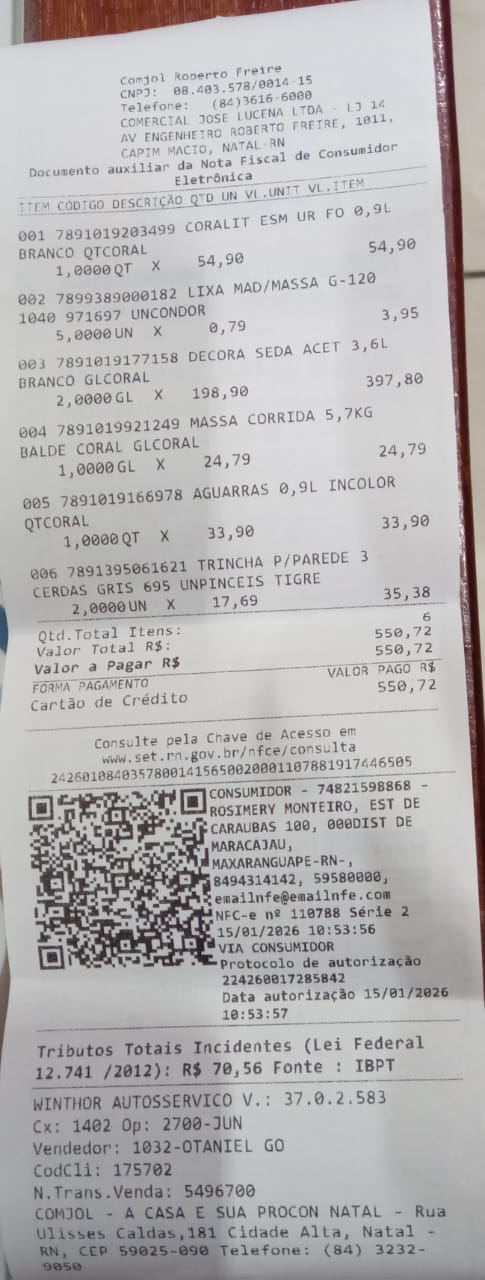 Comjol Roberto Freire
CNPJ: 08.403.578/0014-15
Telefone: (84)3616-6000
COMERCIAL JOSE LUCENA LTDA - LJ 14
AV ENGENHEIRO ROBERTO FREIRE, 1011,
CAPIM MACIO, NATAL-RN
Documento auxiliar da Nota Fiscal de Consumidor
Eletrônica
ITEM CÓDIGO DESCRIÇÃO QTD UN VL.UNIT VL.ITEM
001 7891019203499 CORALIT ESM UR FO 0,9L
BRANCO QTCORAL
1,0000 QT X 54,90 54,90
002 7899389000182 LIXA MAD/MASSA G-120
1040 971697 UNCONDOR
5,0000 UN X 0,79 3,95
003 7891019177158 DECORA SEDA ACET 3,6L
BRANCO GLCORAL
2,0000 GL X 198,90 397,80
004 7891019921249 MASSA CORRIDA 5,7KG
BALDE CORAL GLCORAL
1,0000 GL X 24,79 24,79
005 7891019166978 AGUARRAS 0,9L INCOLOR
QTCORAL
1,0000 QT X 33,90 33,90
006 7891395061621 TRINCHA P/PAREDE 3
CERDAS GRIS 695 UNPINCEIS TIGRE
2,0000 UN X 17,69 35,38
Qtd.Total Itens: 6
Valor Total R$: 550,72
Valor a Pagar R$ 550,72
FORMA PAGAMENTO VALOR PAGO R$
Cartão de Crédito 550,72
Consulte pela Chave de Acesso em
www.set.rn.gov.br/nfce/consulta
24260108403578001415650020001107881917446505
CONSUMIDOR - 74821598868 -
ROSIMERY MONTEIRO, EST DE
CARAUBAS 100, 000DIST DE
MARACAJAU,
MAXARANGUAPE-RN-,
8494314142, 59580000,
emailnfe@emailnfe.com
NFC-e nº 110788 Série 2
15/01/2026 10:53:56
VIA CONSUMIDOR
Protocolo de autorização
224260017285842
Data autorização 15/01/2026
10:53:57
Tributos Totais Incidentes (Lei Federal
12.741 /2012): R$ 70,56 Fonte : IBPT
WINTHOR AUTOSSERVICO V.: 37.0.2.583
Cx: 1402 Op: 2700-JUN
Vendedor: 1032-OTANIEL GO
CodCli: 175702
N.Trans.Venda: 5496700
COMJOL - A CASA E SUA PROCON NATAL - Rua
Ulisses Caldas,181 Cidade Alta, Natal -
RN, CEP 59025-090 Telefone: (84) 3232-
9050